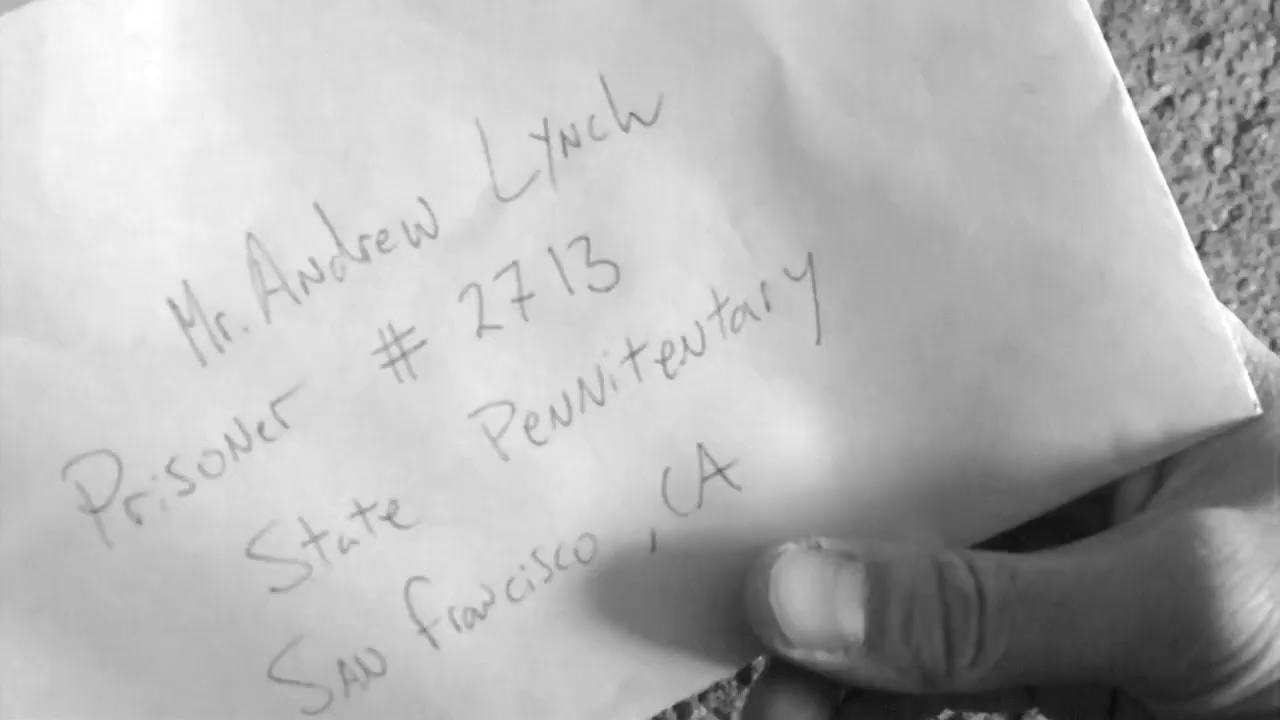 Mr. Andrew Lynch
Prisoner # 2713
State Pennitentary
San Francisco, CA